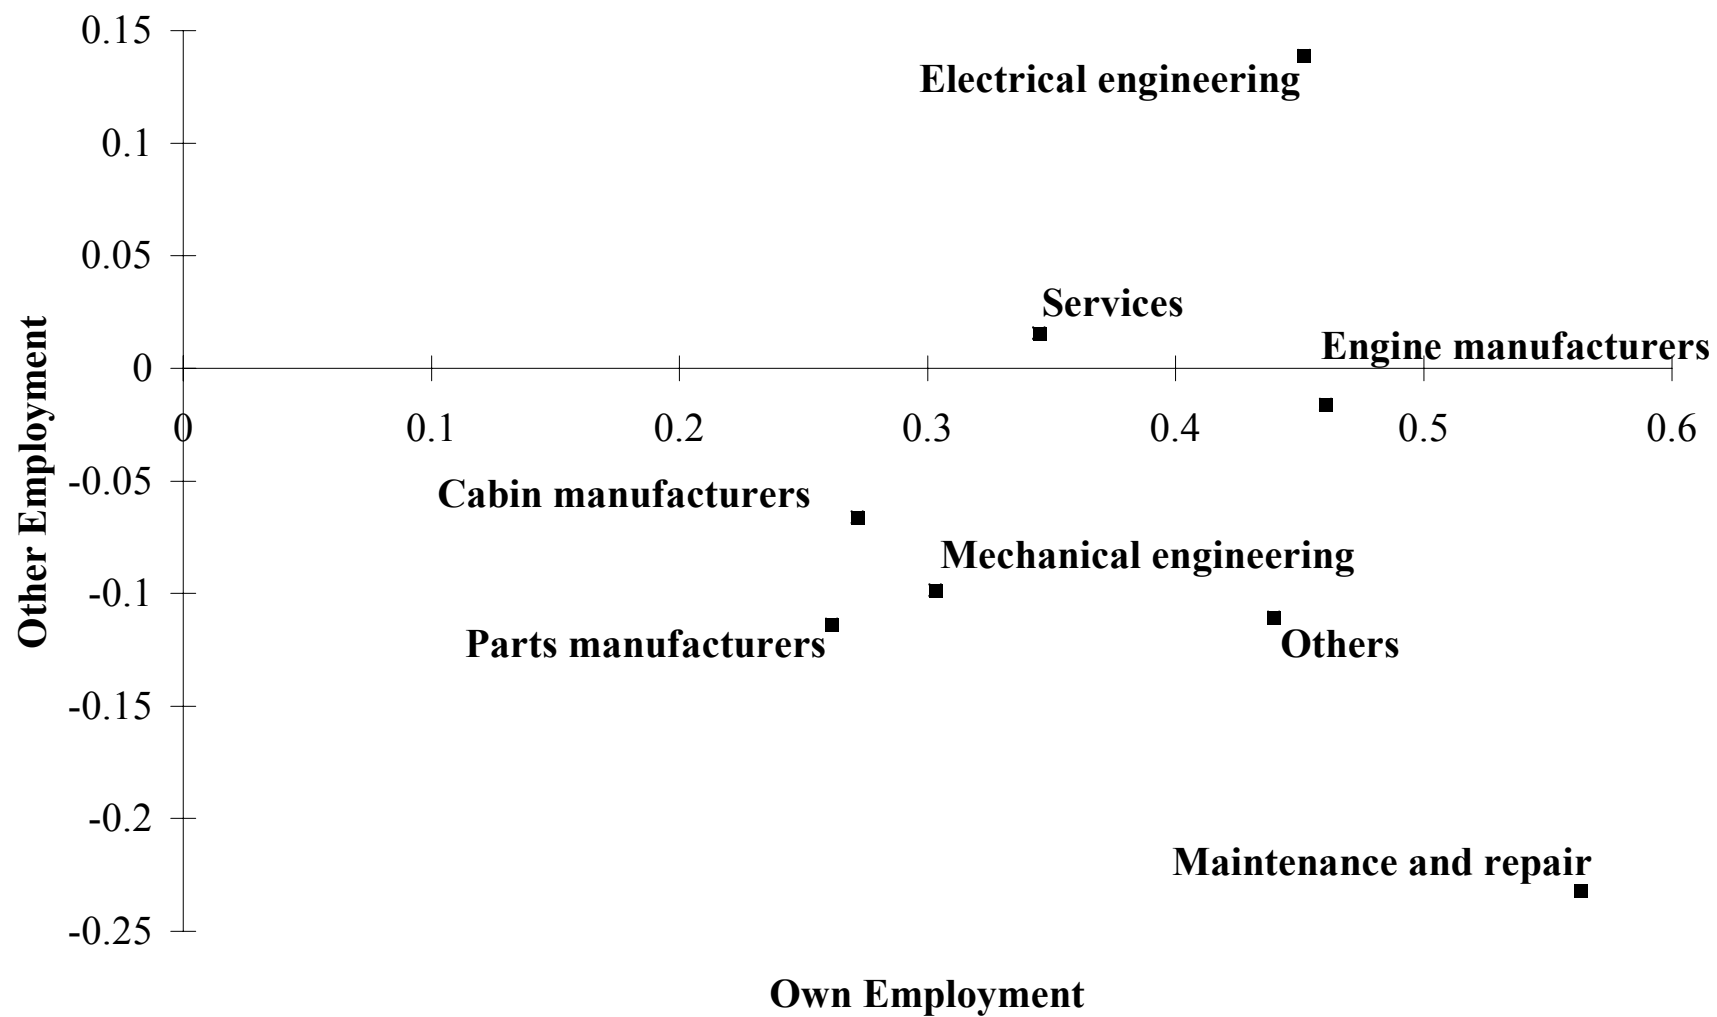 0.15
Electrical engineering
0.1
0.05
Services
Engine manufacturers
0
0 0.1 0.2 0.3 0.4 0.5 0.6
-0.05
Cabin manufacturers
Mechanical engineering
-0.1
Parts manufacturers
Others
-0.15
-0.2
Maintenance and repair
-0.25
Other Employment
Own Employment